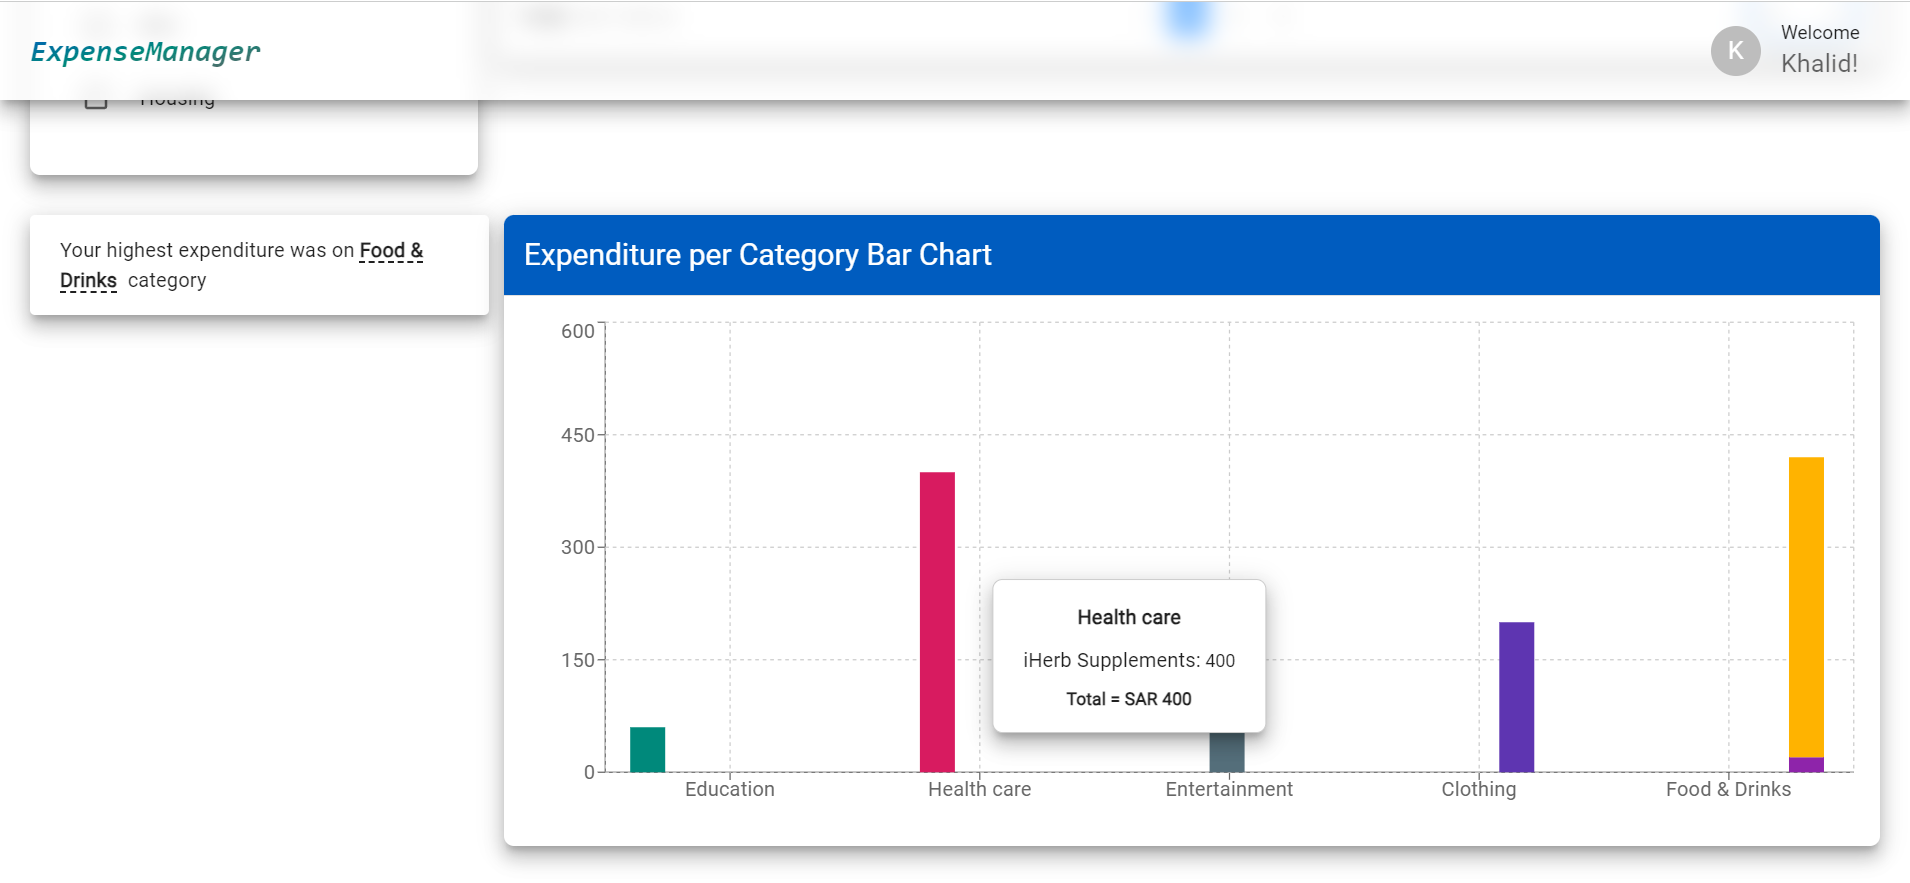 ExpenseManager
K
Welcome
Khalid!
Housing
Your highest expenditure was on Food &
Drinks category
Expenditure per Category Bar Chart
600
450
300
150
0
Health care
iHerb Supplements: 400
Total = SAR 400
Education
Health care
Entertainment
Clothing
Food & Drinks